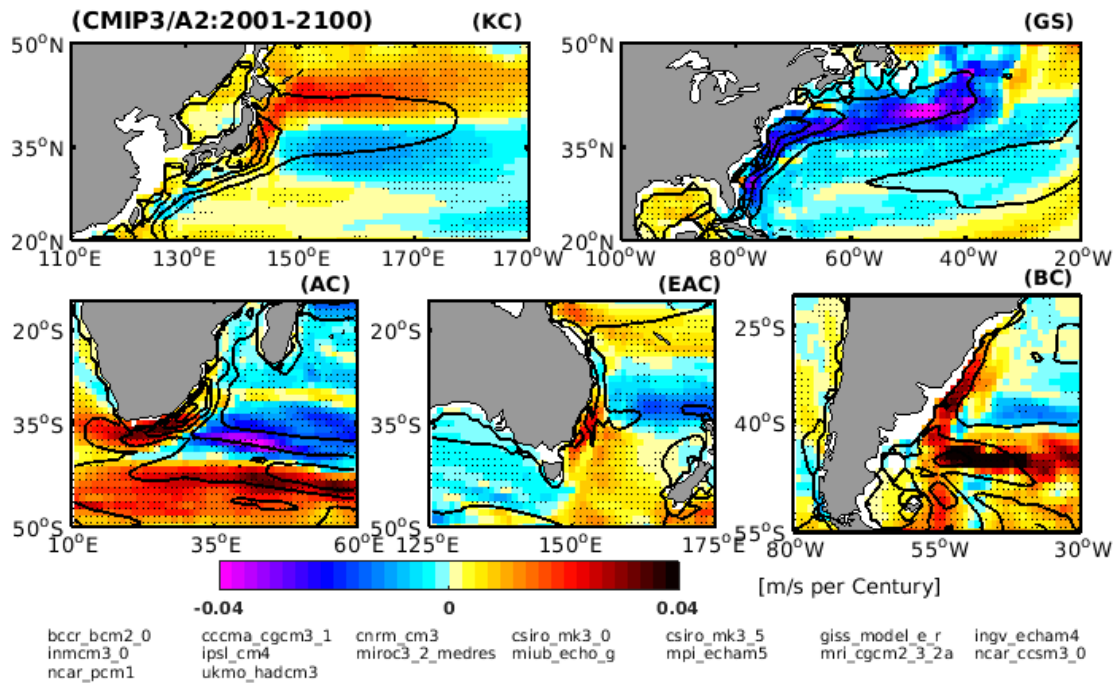 (CMIP3/A2:2001-2100) (KC) (GS)
50°N 50°N
35°N 35°N
20°N 20°N
110°E 130°E 150°E 170°E 170°W 100°W 80°W 60°W 40°W 20°W
(AC) (EAC) (BC)
20°S 20°S 25°S
35°S 35°S 40°S
50°S 50°S 55°S
10°E 35°E 60°E 125°E 150°E 175°E 80°W 55°W 30°W
-0.04 0 0.04 [m/s per Century]
bccr_bcm2_0 cccma_cgcm3_1 cnrm_cm3 csiro_mk3_0 csiro_mk3_5 giss_model_e_r ingv_echam4
inmcm3_0 ipsl_cm4 miroc3_2_medres miub_echo_g mpi_echam5 mri_cgcm2_3_2a ncar_ccsm3_0
ncar_pcm1 ukmo_hadcm3